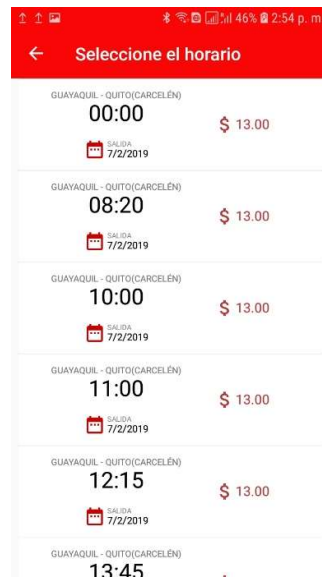 46% 2:54 p. m
Seleccione el horario
GUAYAQUIL - QUITO(CARCELÉN)
00:00
$ 13.00
SALIDA
7/2/2019
GUAYAQUIL - QUITO(CARCELÉN)
08:20
$ 13.00
SALIDA
7/2/2019
GUAYAQUIL - QUITO(CARCELÉN)
10:00
$ 13.00
SALIDA
7/2/2019
GUAYAQUIL - QUITO(CARCELÉN)
11:00
$ 13.00
SALIDA
7/2/2019
GUAYAQUIL - QUITO(CARCELÉN)
12:15
$ 13.00
SALIDA
7/2/2019
GUAYAQUIL - QUITO(CARCELÉN)
13:45